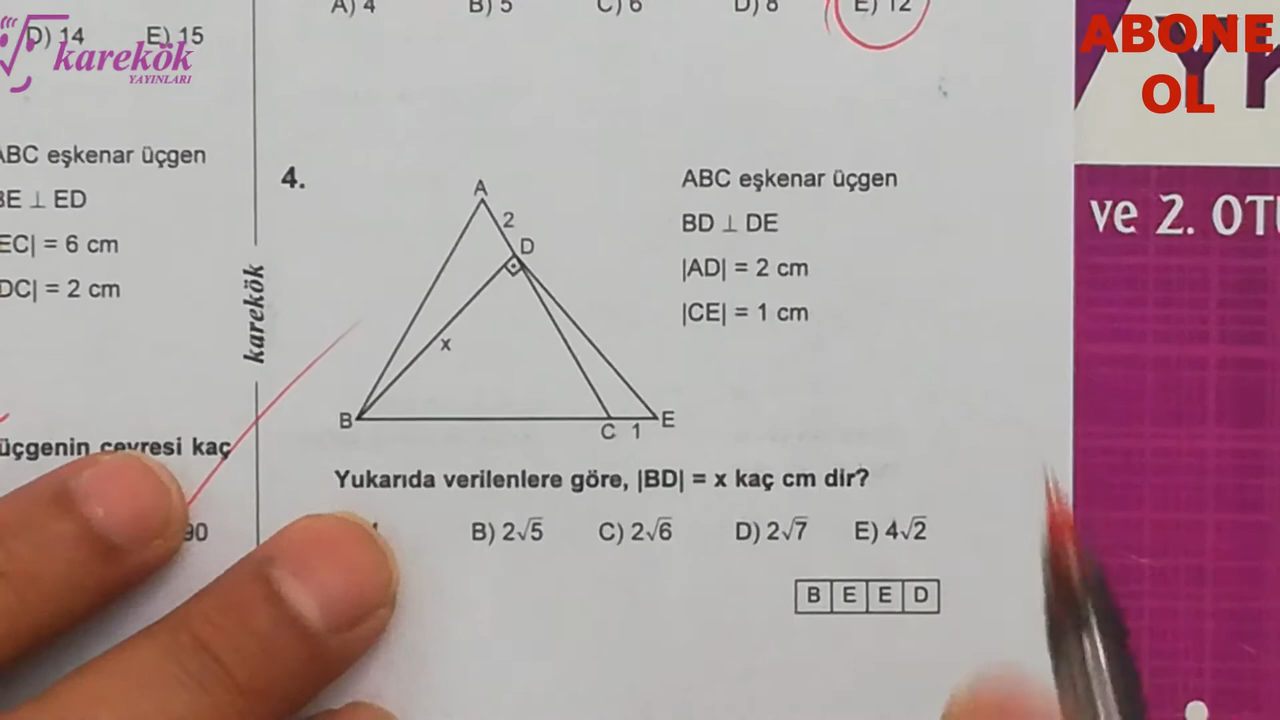 A) 4 B) 5 C) 6 D) 8 E) 12
D) 14 E) 15
karekök
YAYINLARI
ABONE
OL
ABC eşkenar üçgen
BE ⊥ ED
EC| = 6 cm
DC| = 2 cm
üçgenin çevresi kaç
90
karekök
4.
A
2
D
x
B
C 1 E
ABC eşkenar üçgen
BD ⊥ DE
|AD| = 2 cm
|CE| = 1 cm
Yukarıda verilenlere göre, |BD| = x kaç cm dir?
B) 2√5 C) 2√6 D) 2√7 E) 4√2
B E E D
ve 2. OTU